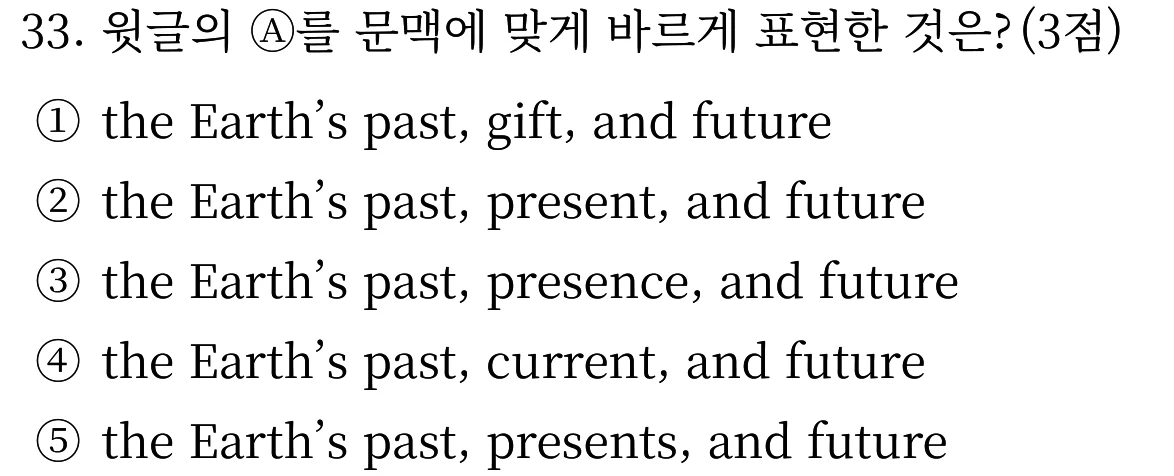 33. 윗글의 Ⓐ를 문맥에 맞게 바르게 표현한 것은? (3점)
① the Earth’s past, gift, and future
② the Earth’s past, present, and future
③ the Earth’s past, presence, and future
④ the Earth’s past, current, and future
⑤ the Earth’s past, presents, and future